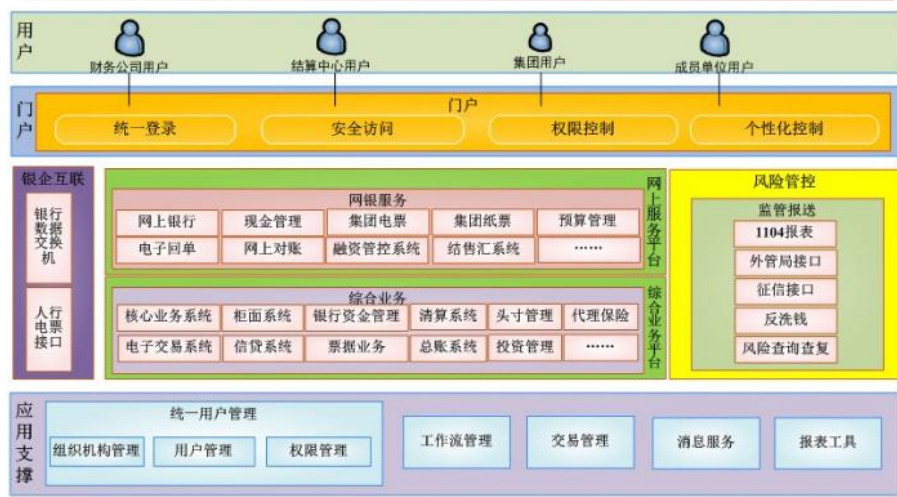 用户
财务公司用户
结算中心用户
集团用户
成员单位用户
门户
门户
统一登录
安全访问
权限控制
个性化控制
银企互联
银行
数据
交换
机
人行
电票
接口
网上服务平台
网银服务
网上银行
现金管理
集团电票
集团纸票
预算管理
电子回单
网上对账
融资管控系统
结售汇系统
……
综合业务平台
综合业务
核心业务系统
柜面系统
银行资金管理
清算系统
头寸管理
代理保险
电子交易系统
信贷系统
票据业务
总账系统
投资管理
……
风险管控
监管报送
1104报表
外管局接口
征信接口
反洗钱
风险查询查复
应用支撑
统一用户管理
组织机构管理
用户管理
权限管理
工作流管理
交易管理
消息服务
报表工具